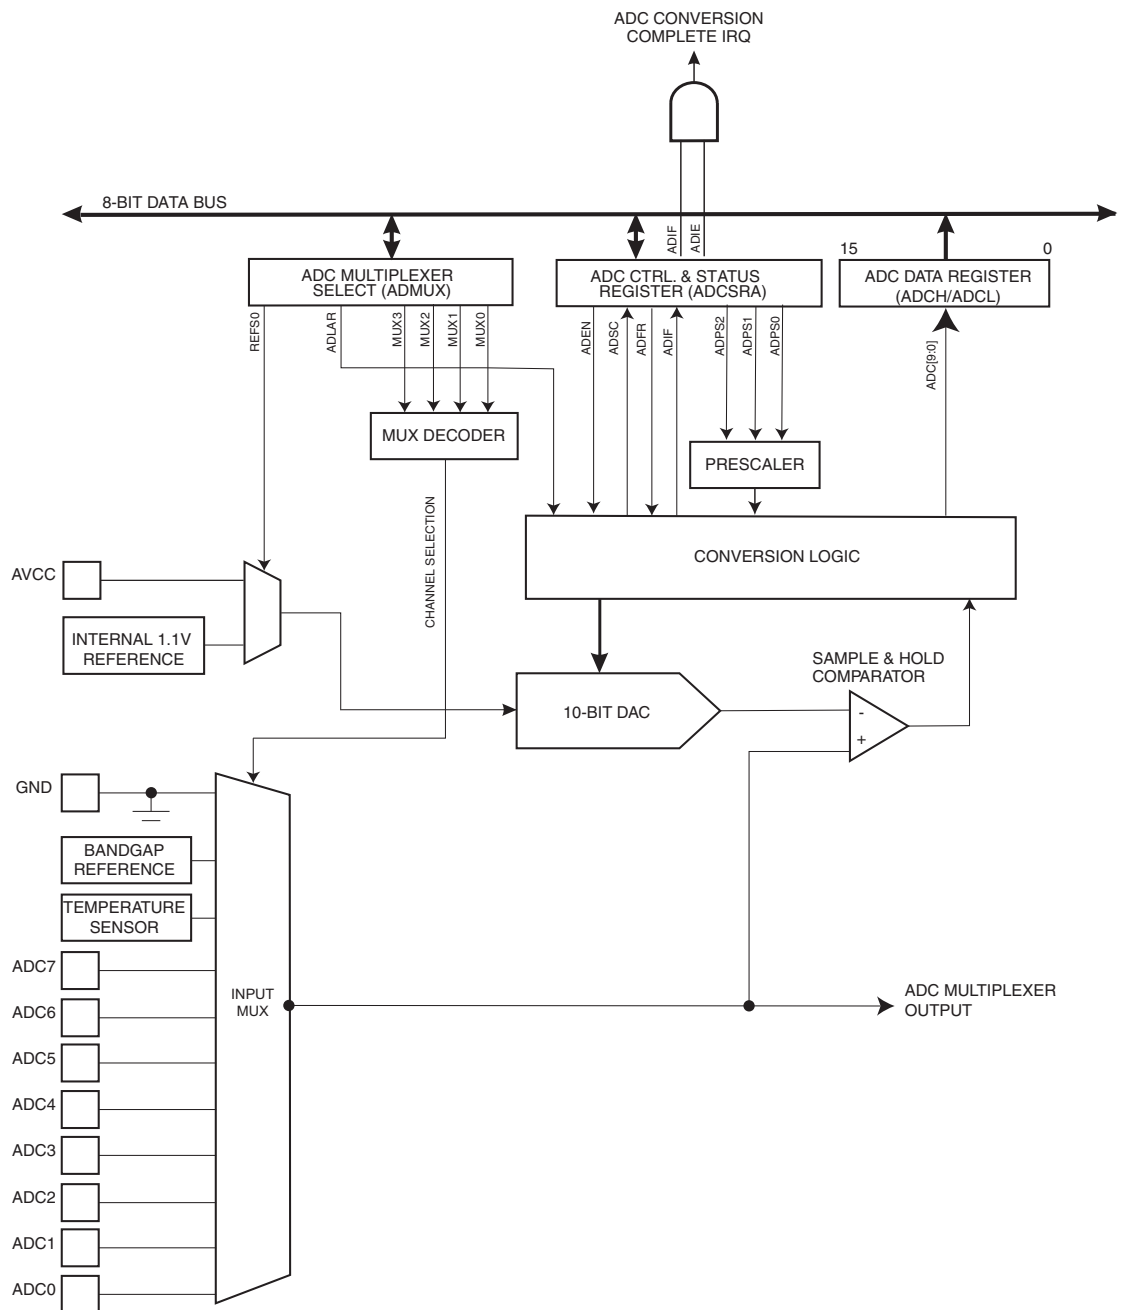 ADC CONVERSION
COMPLETE IRQ
8-BIT DATA BUS
ADIF
ADIE
15
0
ADC MULTIPLEXER
SELECT (ADMUX)
ADC CTRL. & STATUS
REGISTER (ADCSRA)
ADC DATA REGISTER
(ADCH/ADCL)
REFS0
ADLAR
MUX3
MUX2
MUX1
MUX0
ADEN
ADSC
ADFR
ADIF
ADPS2
ADPS1
ADPS0
ADC[9:0]
MUX DECODER
PRESCALER
CHANNEL SELECTION
CONVERSION LOGIC
AVCC
INTERNAL 1.1V
REFERENCE
SAMPLE & HOLD
COMPARATOR
10-BIT DAC
-
+
GND
BANDGAP
REFERENCE
TEMPERATURE
SENSOR
ADC7
ADC6
ADC5
ADC4
ADC3
ADC2
ADC1
ADC0
INPUT
MUX
ADC MULTIPLEXER
OUTPUT